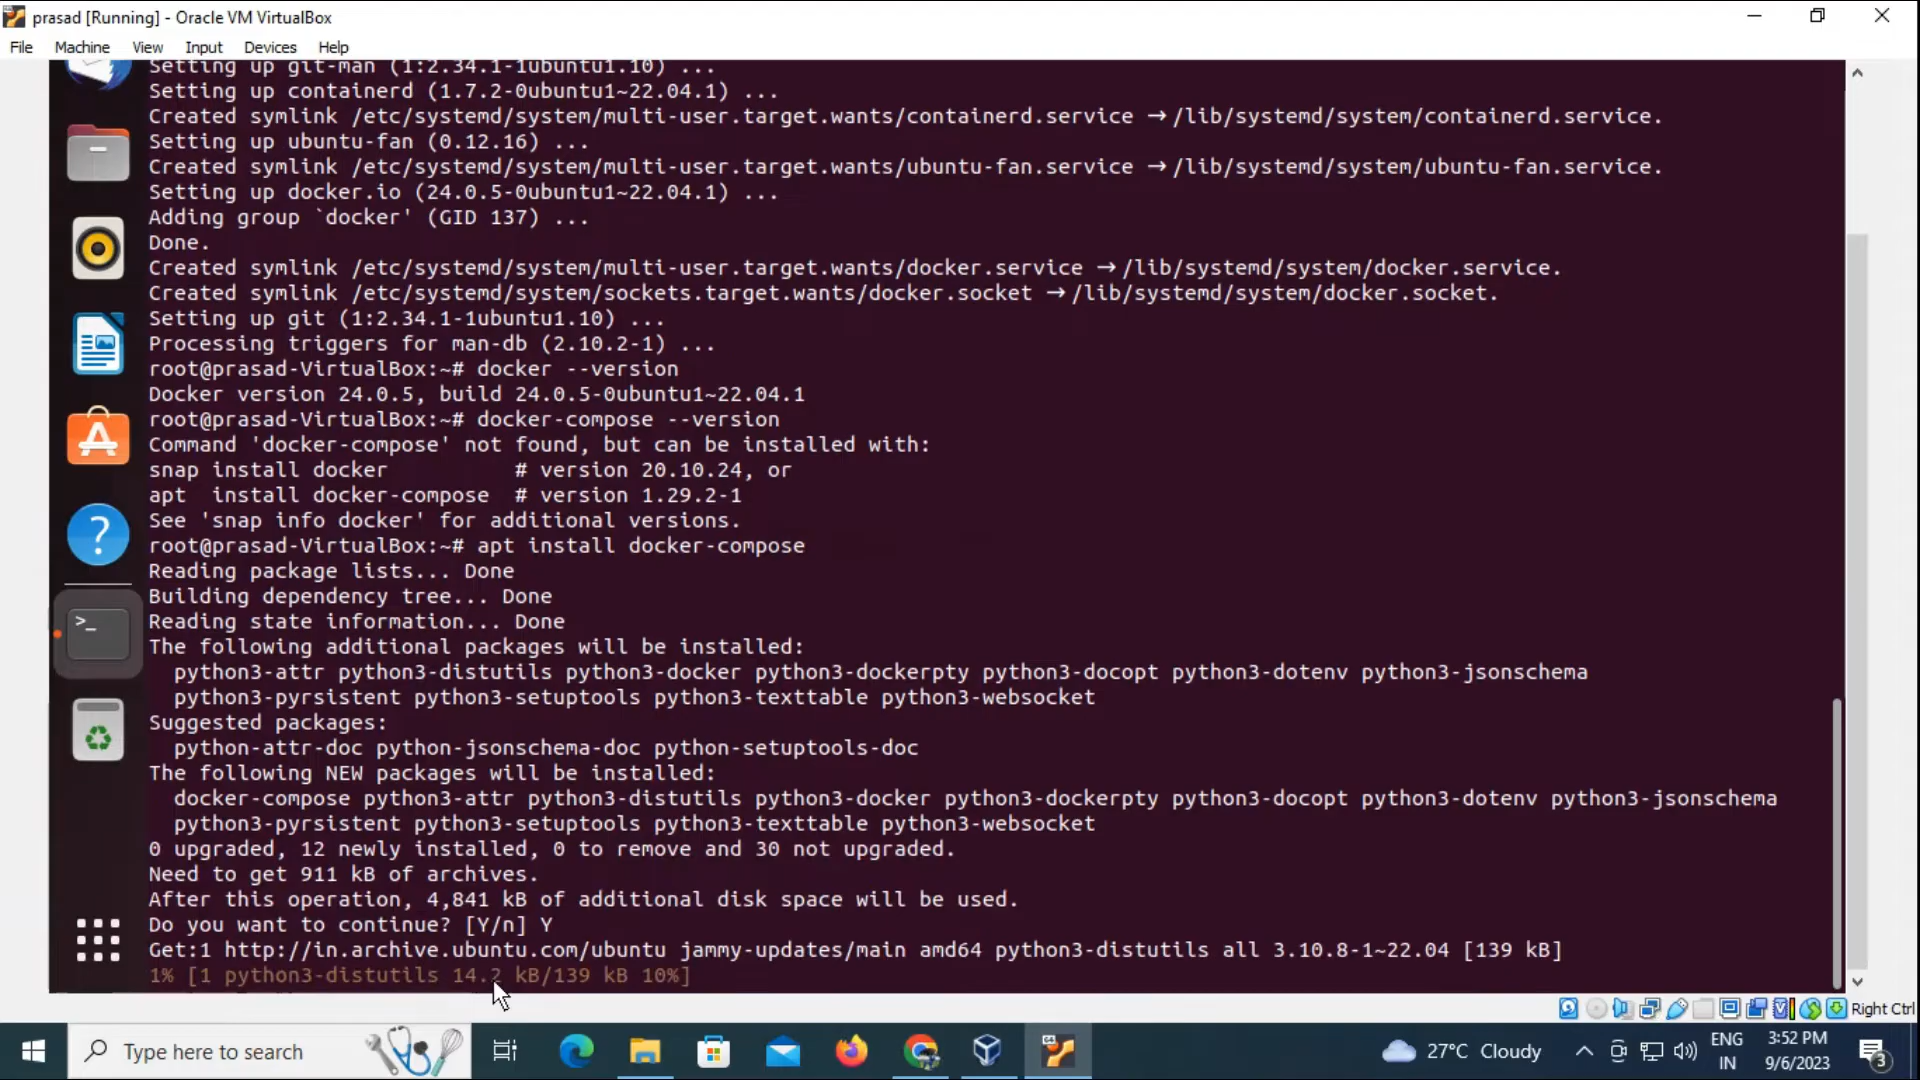 prasad [Running] - Oracle VM VirtualBox
File Machine View Input Devices Help
Setting up git-man (1:2.34.1-1ubuntu1.10) ...
Setting up containerd (1.7.2-0ubuntu1~22.04.1) ...
Created symlink /etc/systemd/system/multi-user.target.wants/containerd.service → /lib/systemd/system/containerd.service.
Setting up ubuntu-fan (0.12.16) ...
Created symlink /etc/systemd/system/multi-user.target.wants/ubuntu-fan.service → /lib/systemd/system/ubuntu-fan.service.
Setting up docker.io (24.0.5-0ubuntu1~22.04.1) ...
Adding group `docker' (GID 137) ...
Done.
Created symlink /etc/systemd/system/multi-user.target.wants/docker.service → /lib/systemd/system/docker.service.
Created symlink /etc/systemd/system/sockets.target.wants/docker.socket → /lib/systemd/system/docker.socket.
Setting up git (1:2.34.1-1ubuntu1.10) ...
Processing triggers for man-db (2.10.2-1) ...
root@prasad-VirtualBox:~# docker --version
Docker version 24.0.5, build 24.0.5-0ubuntu1~22.04.1
root@prasad-VirtualBox:~# docker-compose --version
Command 'docker-compose' not found, but can be installed with:
snap install docker          # version 20.10.24, or
apt  install docker-compose  # version 1.29.2-1
See 'snap info docker' for additional versions.
root@prasad-VirtualBox:~# apt install docker-compose
Reading package lists... Done
Building dependency tree... Done
Reading state information... Done
The following additional packages will be installed:
python3-attr python3-distutils python3-docker python3-dockerpty python3-docopt python3-dotenv python3-jsonschema
python3-pyrsistent python3-setuptools python3-texttable python3-websocket
Suggested packages:
python-attr-doc python-jsonschema-doc python-setuptools-doc
The following NEW packages will be installed:
docker-compose python3-attr python3-distutils python3-docker python3-dockerpty python3-docopt python3-dotenv python3-jsonschema
python3-pyrsistent python3-setuptools python3-texttable python3-websocket
0 upgraded, 12 newly installed, 0 to remove and 30 not upgraded.
Need to get 911 kB of archives.
After this operation, 4,841 kB of additional disk space will be used.
Do you want to continue? [Y/n] Y
Get:1 http://in.archive.ubuntu.com/ubuntu jammy-updates/main amd64 python3-distutils all 3.10.8-1~22.04 [139 kB]
1% [1 python3-distutils 14.2 kB/139 kB 10%]
Right Ctrl
Type here to search
27°C Cloudy
ENG
IN
3:52 PM
9/6/2023
3